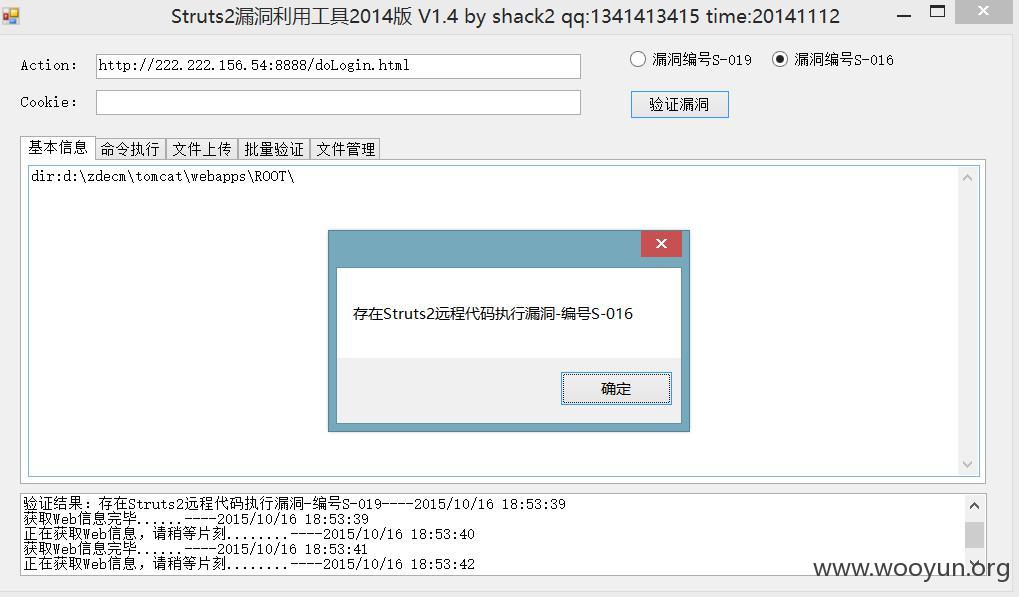 Struts2漏洞利用工具2014版 V1.4 by shack2 qq:1341413415 time:20141112
Action: http://222.222.156.54:8888/doLogin.html
漏洞编号S-019 漏洞编号S-016
Cookie:
验证漏洞
基本信息 命令执行 文件上传 批量验证 文件管理
dir:d:\zdecm\tomcat\webapps\ROOT\
存在Struts2远程代码执行漏洞-编号S-016
确定
验证结果：存在Struts2远程代码执行漏洞-编号S-019----2015/10/16 18:53:39
获取Web信息完毕......----2015/10/16 18:53:39
正在获取Web信息，请稍等片刻........----2015/10/16 18:53:40
获取Web信息完毕......----2015/10/16 18:53:41
正在获取Web信息，请稍等片刻........----2015/10/16 18:53:42
www.wooyun.org